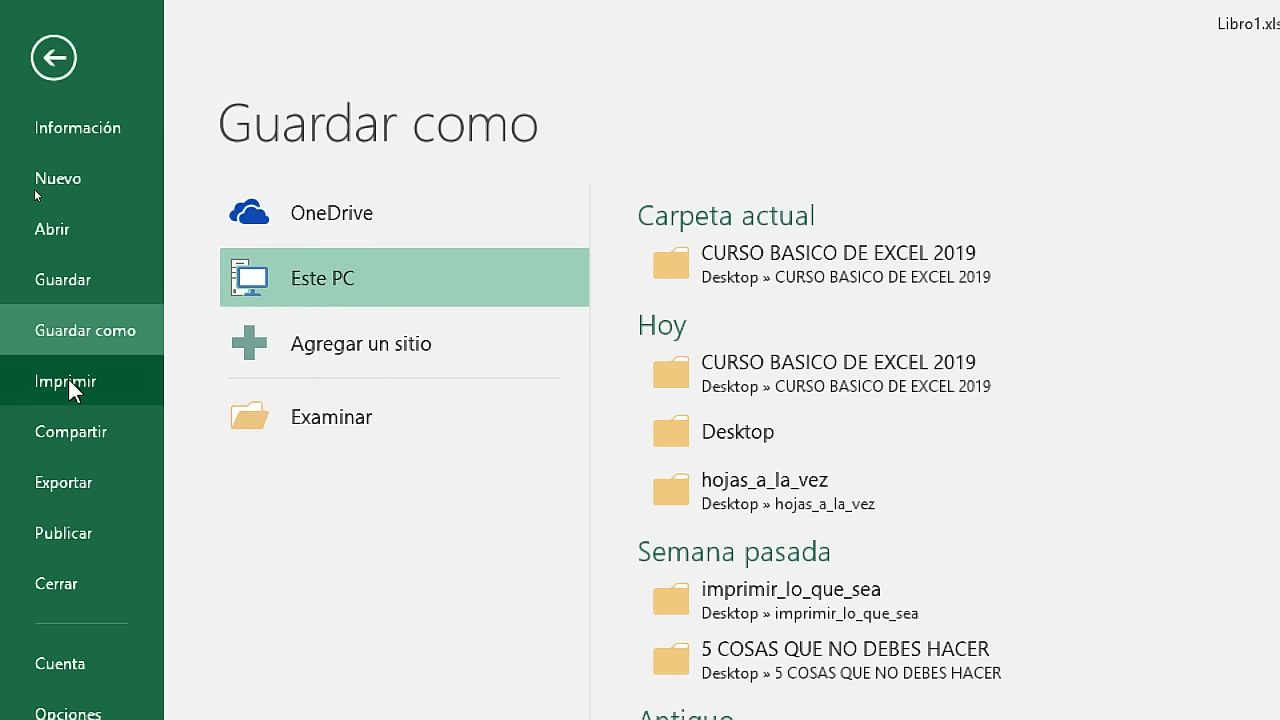 Libro1.xls
Información
Nuevo
Abrir
Guardar
Guardar como
Imprimir
Compartir
Exportar
Publicar
Cerrar
Cuenta
Opciones
Guardar como
OneDrive
Este PC
Agregar un sitio
Examinar
Carpeta actual
CURSO BASICO DE EXCEL 2019
Desktop » CURSO BASICO DE EXCEL 2019
Hoy
CURSO BASICO DE EXCEL 2019
Desktop » CURSO BASICO DE EXCEL 2019
Desktop
hojas_a_la_vez
Desktop » hojas_a_la_vez
Semana pasada
imprimir_lo_que_sea
Desktop » imprimir_lo_que_sea
5 COSAS QUE NO DEBES HACER
Desktop » 5 COSAS QUE NO DEBES HACER
Antiguo